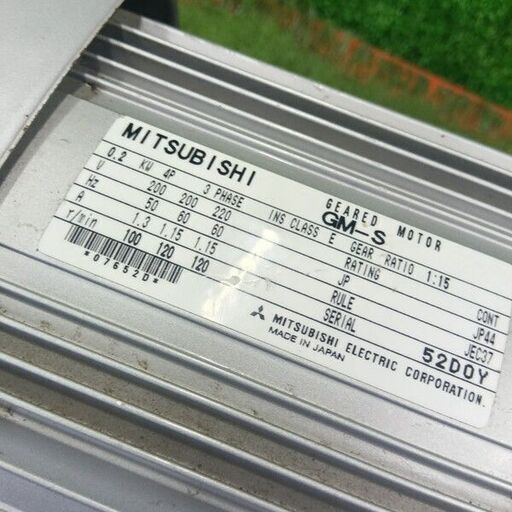 MITSUBISHI GEARED MOTOR
GM-S
0.2 KW 4P 3 PHASE INS CLASS E GEAR RATIO 1:15
V 200 200 220 RATING CONT
Hz 50 60 60 JP JP44
A 1.3 1.15 1.15 RULE JEC37
r/min 100 120 120 SERIAL 52D0Y
*07652D*
MITSUBISHI ELECTRIC CORPORATION.
MADE IN JAPAN